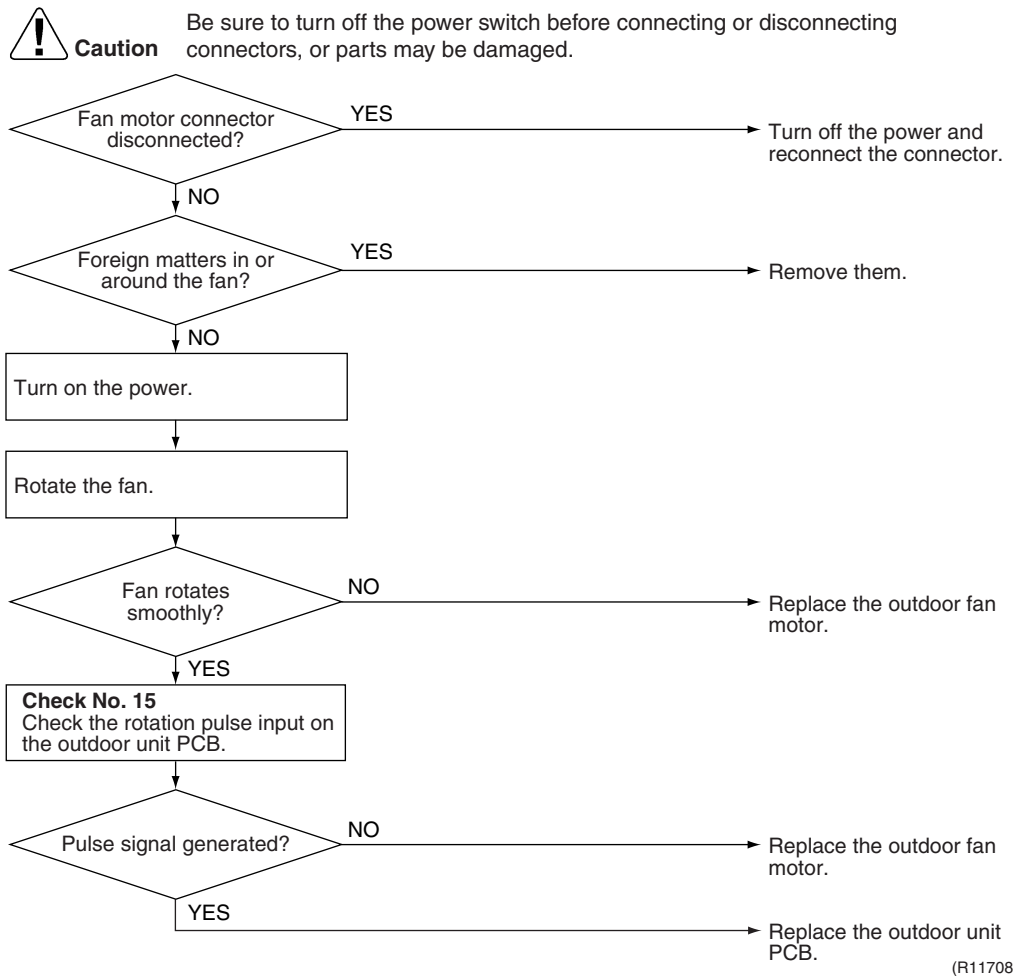 Be sure to turn off the power switch before connecting or disconnecting
Caution connectors, or parts may be damaged.
Fan motor connector
disconnected?
YES
Turn off the power and
reconnect the connector.
NO
Foreign matters in or
around the fan?
YES
Remove them.
NO
Turn on the power.
Rotate the fan.
Fan rotates
smoothly?
NO
Replace the outdoor fan
motor.
YES
Check No. 15
Check the rotation pulse input on
the outdoor unit PCB.
Pulse signal generated?
NO
Replace the outdoor fan
motor.
YES
Replace the outdoor unit
PCB.
(R11708